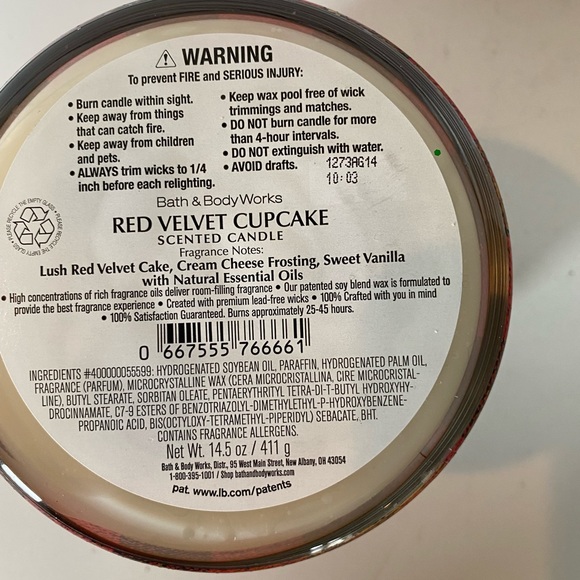 WARNING
To prevent FIRE and SERIOUS INJURY:
• Burn candle within sight.
• Keep away from things
that can catch fire.
• Keep away from children
and pets.
• ALWAYS trim wicks to 1/4
inch before each relighting.
• Keep wax pool free of wick
trimmings and matches.
• DO NOT burn candle for more
than 4-hour intervals.
• DO NOT extinguish with water.
• AVOID drafts.
1273AG14
10:03
PLEASE RECYCLE THE EMPTY GLASS •
Bath & Body Works
RED VELVET CUPCAKE
SCENTED CANDLE
Fragrance Notes:
Lush Red Velvet Cake, Cream Cheese Frosting, Sweet Vanilla
with Natural Essential Oils
• High concentrations of rich fragrance oils deliver room-filling fragrance • Our patented soy blend wax is formulated to
provide the best fragrance experience • Created with premium lead-free wicks • 100% Crafted with you in mind
• 100% Satisfaction Guaranteed. Burns approximately 25-45 hours.
0 667555 766661
INGREDIENTS #400000055599: HYDROGENATED SOYBEAN OIL, PARAFFIN, HYDROGENATED PALM OIL,
FRAGRANCE (PARFUM), MICROCRYSTALLINE WAX (CERA MICROCRISTALLINA, CIRE MICROCRISTAL-
LINE), BUTYL STEARATE, SORBITAN OLEATE, PENTAERYTHRITYL TETRA-DI-T-BUTYL HYDROXYHY-
DROCINNAMATE, C7-9 ESTERS OF BENZOTRIAZOLYL-DIMETHYLETHYL-P-HYDROXYBENZENE-
PROPANOIC ACID, BIS(OCTYLOXY-TETRAMETHYL-PIPERIDYL) SEBACATE, BHT.
CONTAINS FRAGRANCE ALLERGENS.
Net Wt. 14.5 oz / 411 g
Bath & Body Works, Distr., 95 West Main Street, New Albany, OH 43054
1-800-395-1001 / Shop bathandbodyworks.com
pat. www.lb.com/patents